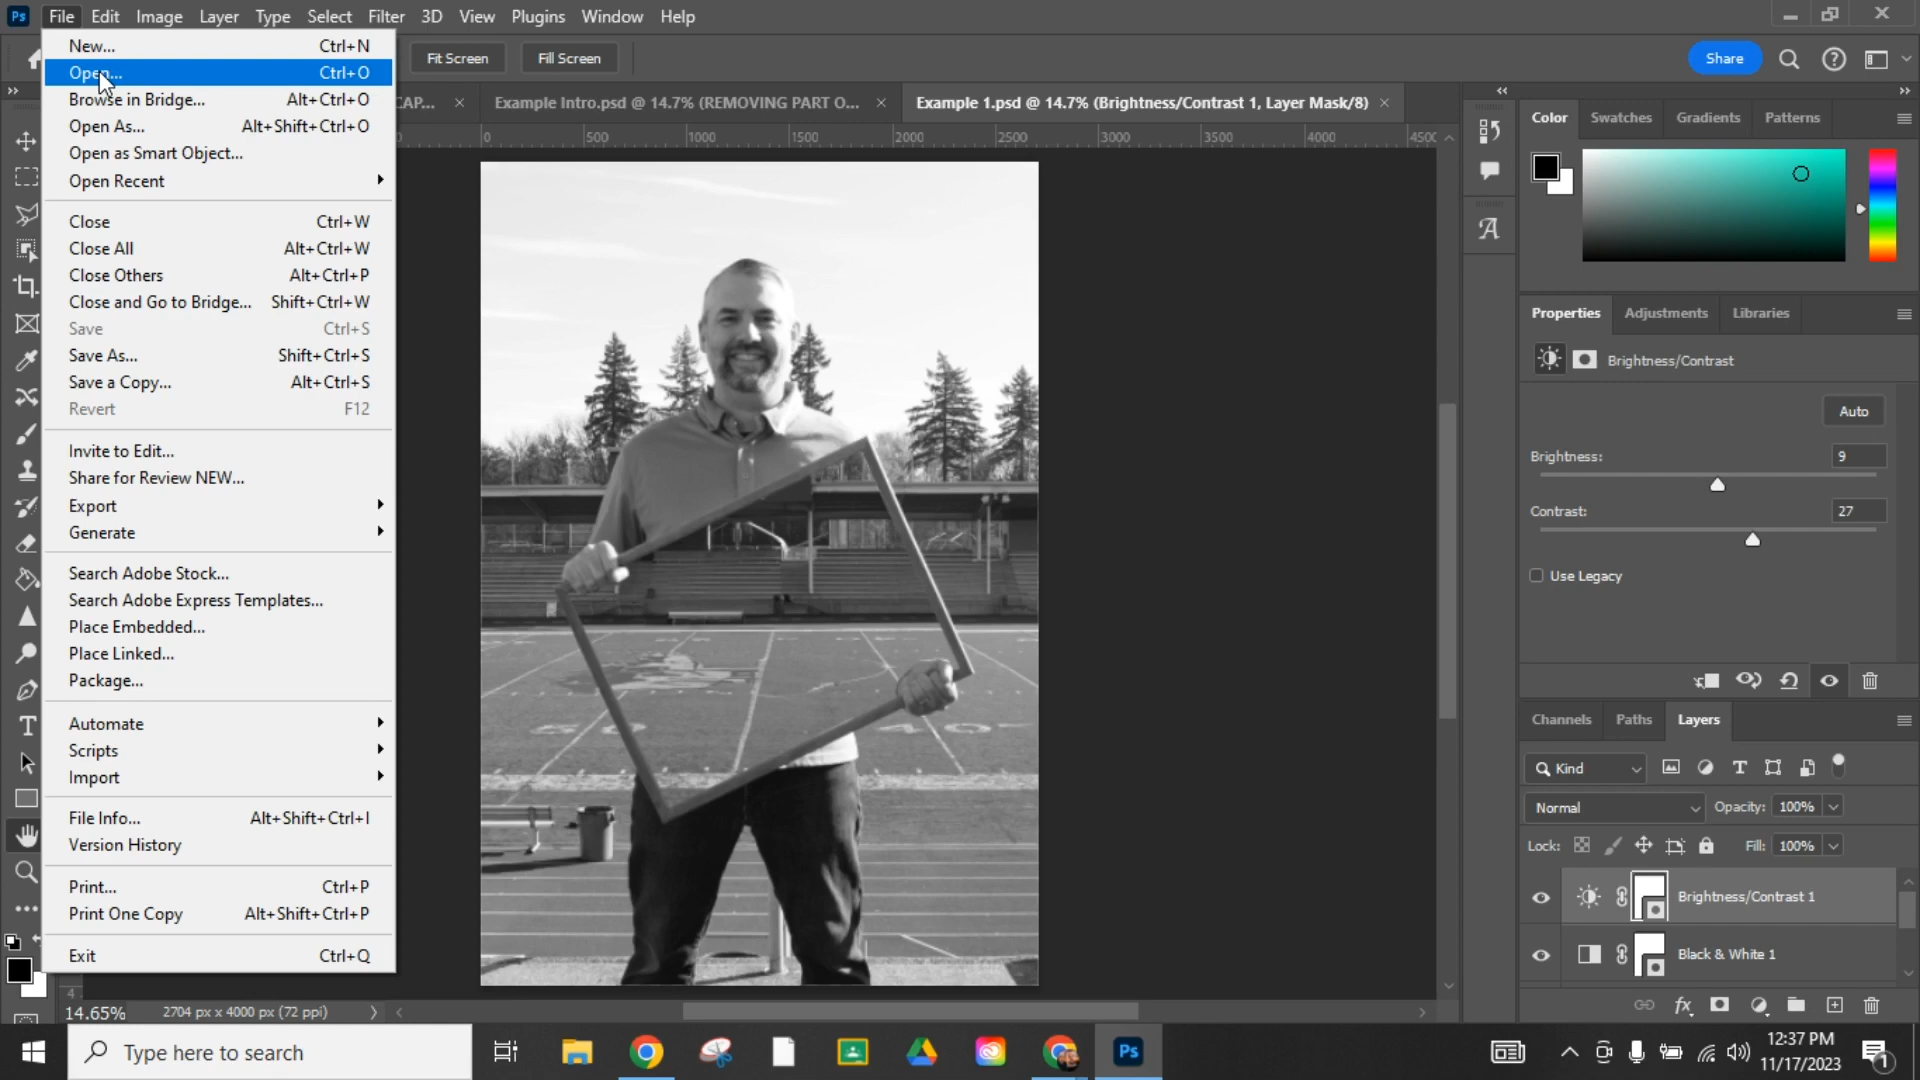 Ps File Edit Image Layer Type Select Filter 3D View Plugins Window Help
Fit Screen Fill Screen Share
CAP... Example Intro.psd @ 14.7% (REMOVING PART O... Example 1.psd @ 14.7% (Brightness/Contrast 1, Layer Mask/8)
0 500 1000 1500 2000 2500 3000 3500 4000 4500
New... Ctrl+N
Open... Ctrl+O
Browse in Bridge... Alt+Ctrl+O
Open As... Alt+Shift+Ctrl+O
Open as Smart Object...
Open Recent
Close Ctrl+W
Close All Alt+Ctrl+W
Close Others Alt+Ctrl+P
Close and Go to Bridge... Shift+Ctrl+W
Save Ctrl+S
Save As... Shift+Ctrl+S
Save a Copy... Alt+Ctrl+S
Revert F12
Invite to Edit...
Share for Review NEW...
Export
Generate
Search Adobe Stock...
Search Adobe Express Templates...
Place Embedded...
Place Linked...
Package...
Automate
Scripts
Import
File Info... Alt+Shift+Ctrl+I
Version History
Print... Ctrl+P
Print One Copy Alt+Shift+Ctrl+P
Exit Ctrl+Q
Color Swatches Gradients Patterns
Properties Adjustments Libraries
Brightness/Contrast
Auto
Brightness: 9
Contrast: 27
Use Legacy
Channels Paths Layers
Kind
Normal Opacity: 100%
Lock: Fill: 100%
Brightness/Contrast 1
Black & White 1
fx
4
14.65% 2704 px x 4000 px (72 ppi)
Type here to search
Ps
12:37 PM
11/17/2023
1